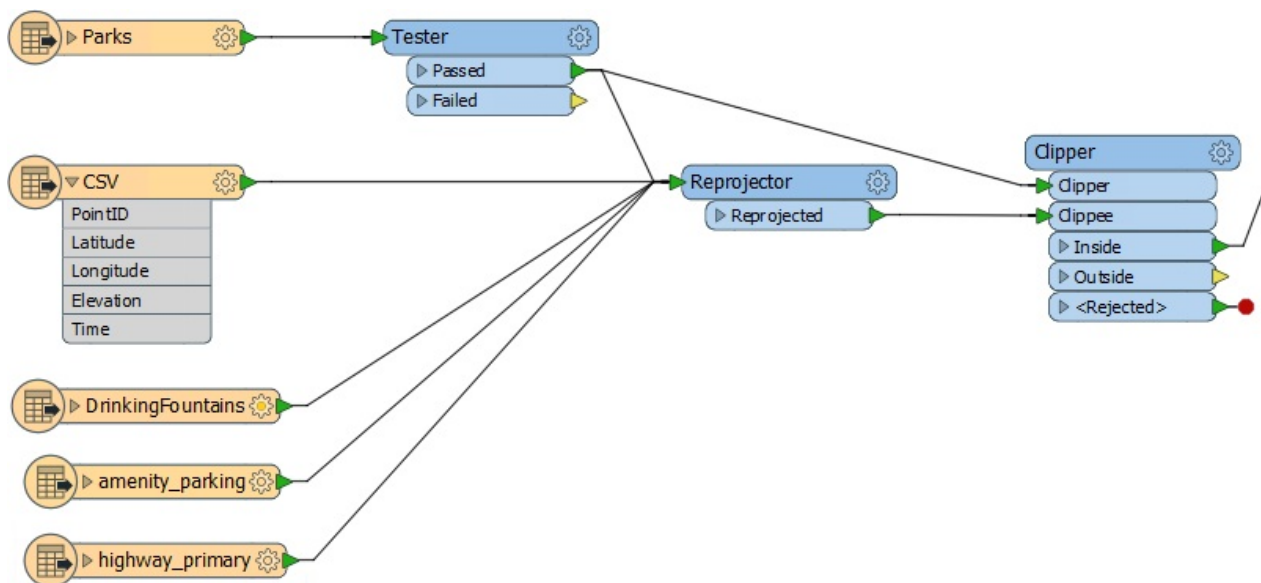 Parks
Tester
Passed
Failed
CSV
PointID
Latitude
Longitude
Elevation
Time
Reprojector
Reprojected
Clipper
Clipper
Clippee
Inside
Outside
<Rejected>
DrinkingFountains
amenity_parking
highway_primary